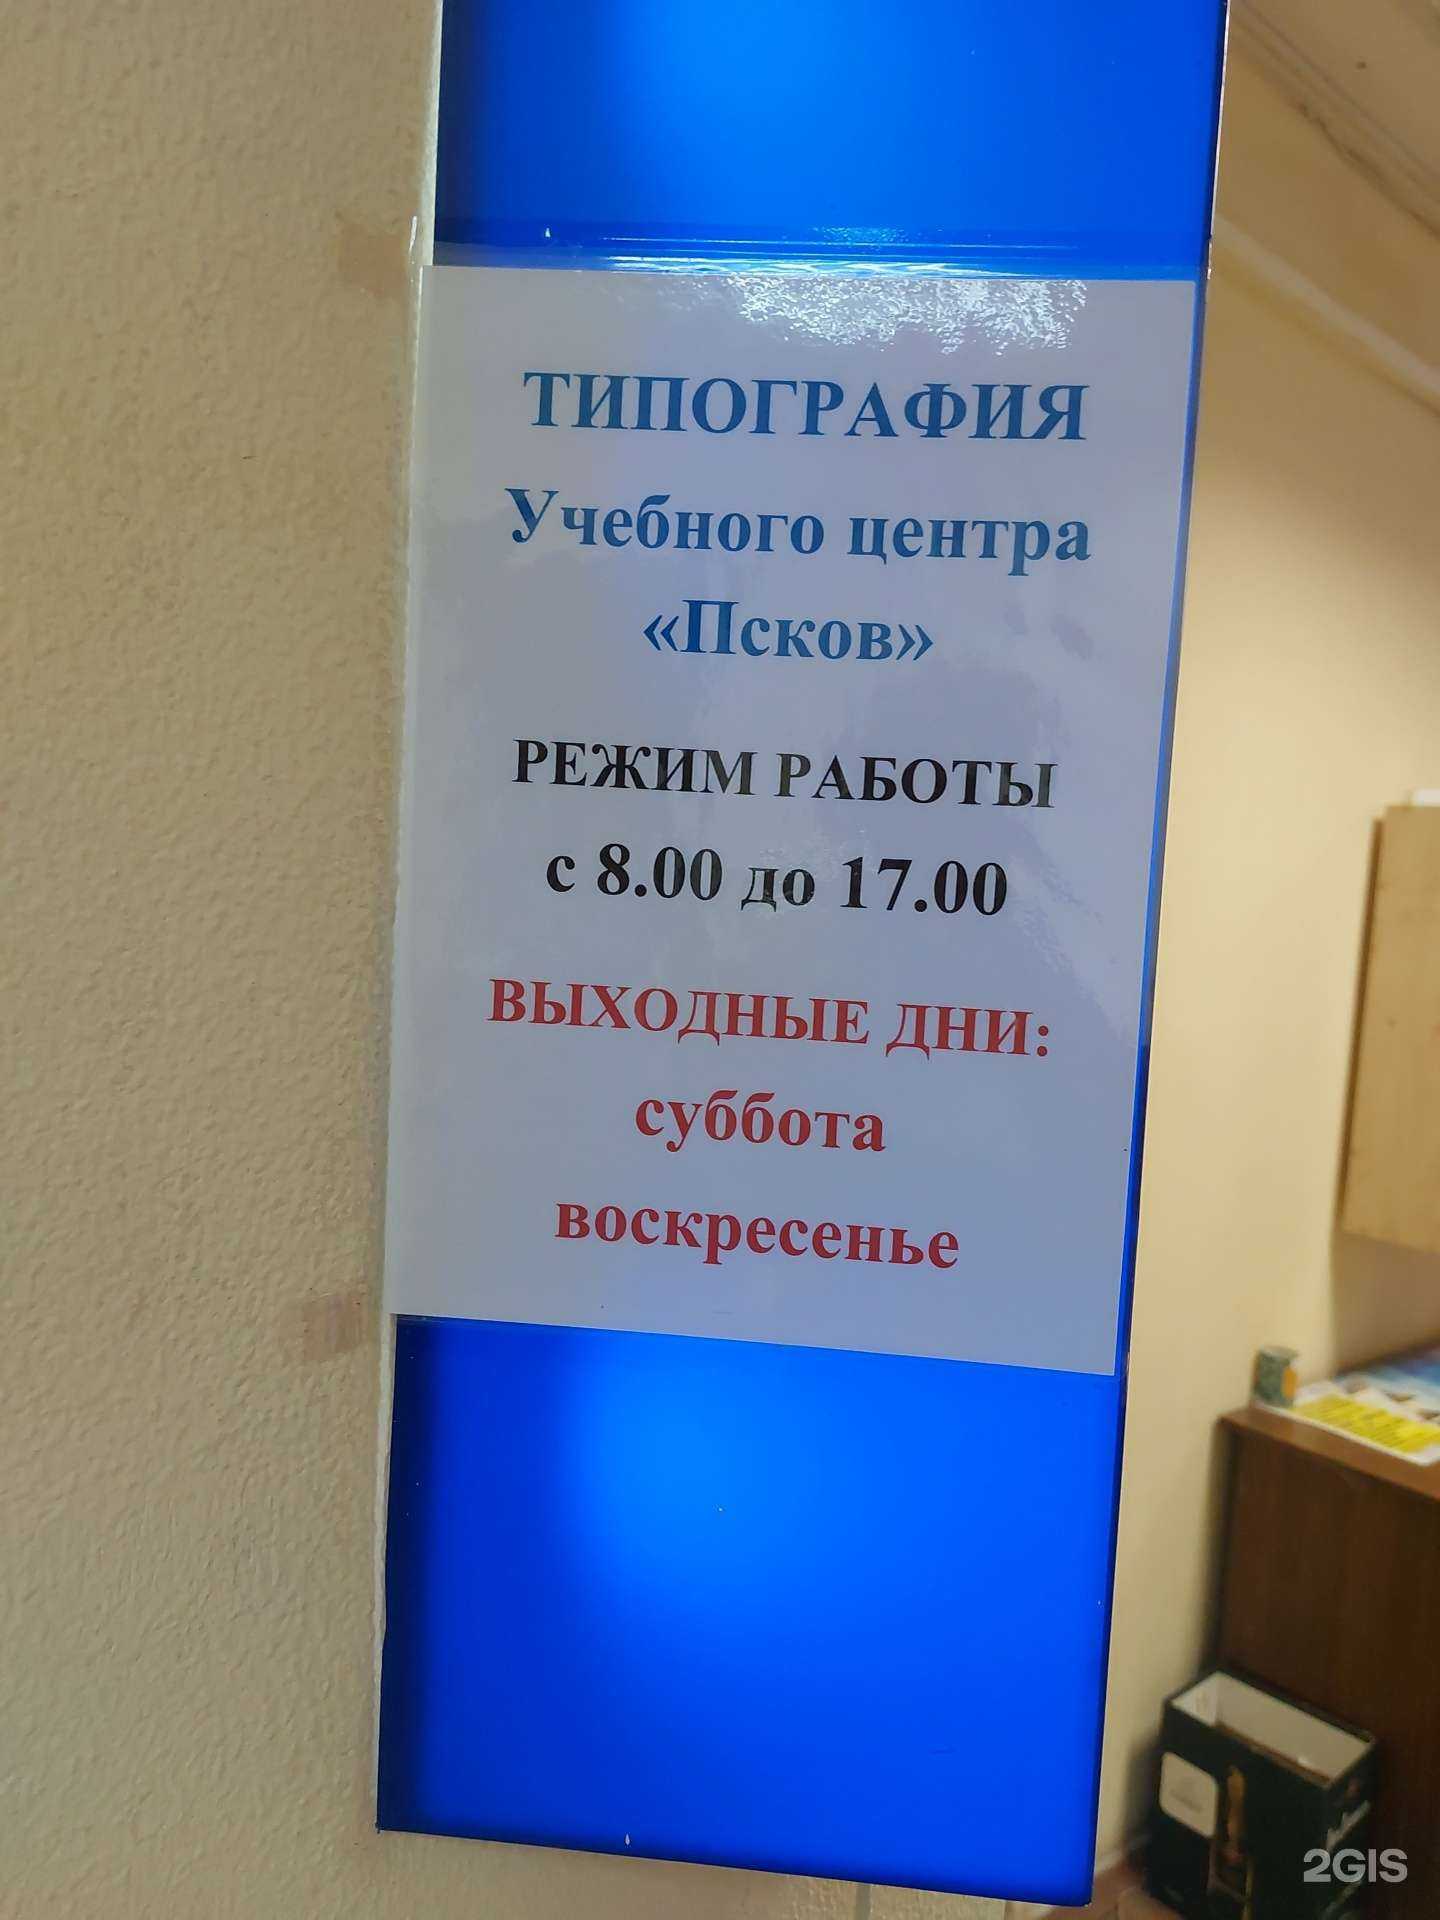 ТИПОГРАФИЯ
Учебного центра
«Псков»
РЕЖИМ РАБОТЫ
с 8.00 до 17.00
ВЫХОДНЫЕ ДНИ:
суббота
воскресенье
2GIS